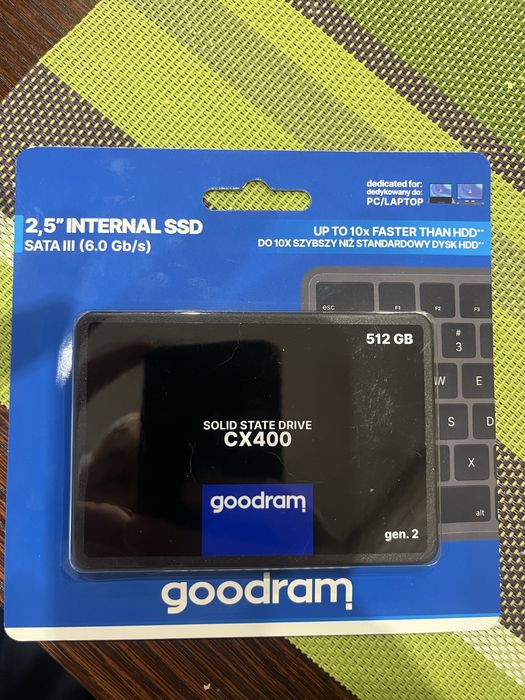 dedicated for:
dedykowany do:
PC/LAPTOP
2,5" INTERNAL SSD
SATA III (6.0 Gb/s)
UP TO 10x FASTER THAN HDD**
DO 10X SZYBSZY NIŻ STANDARDOWY DYSK HDD**
esc
F1
F2
F3
#
3
W
E
S
D
X
alt
512 GB
SOLID STATE DRIVE
CX400
goodram
gen. 2
goodram